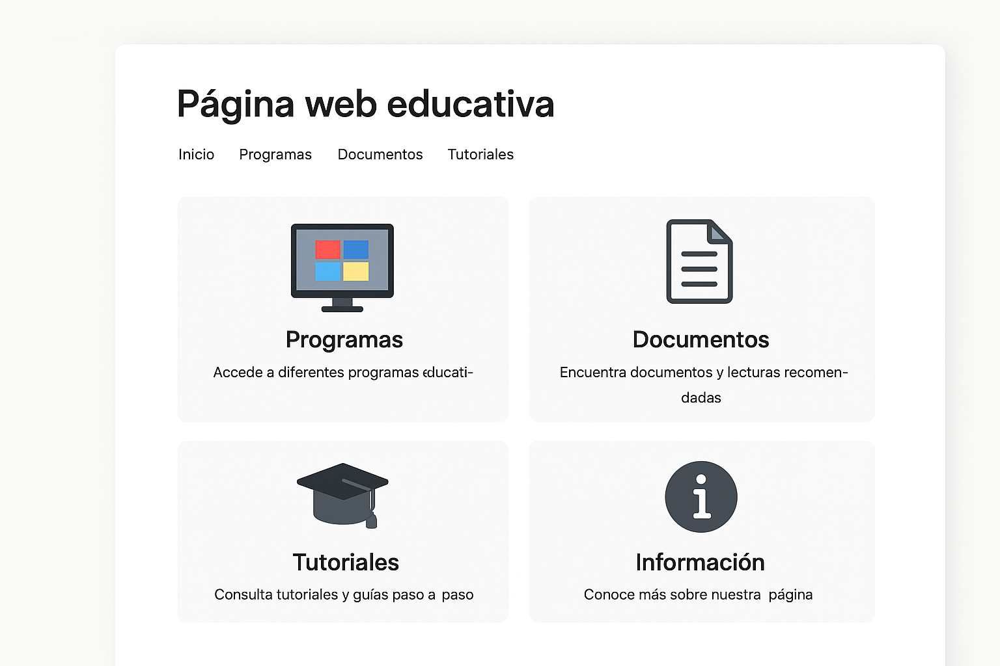 Página web educativa
Inicio Programas Documentos Tutoriales
Programas
Accede a diferentes programas educati-
Documentos
Encuentra documentos y lecturas recomen-
dadas
Tutoriales
Consulta tutoriales y guías paso a paso
Información
Conoce más sobre nuestra página